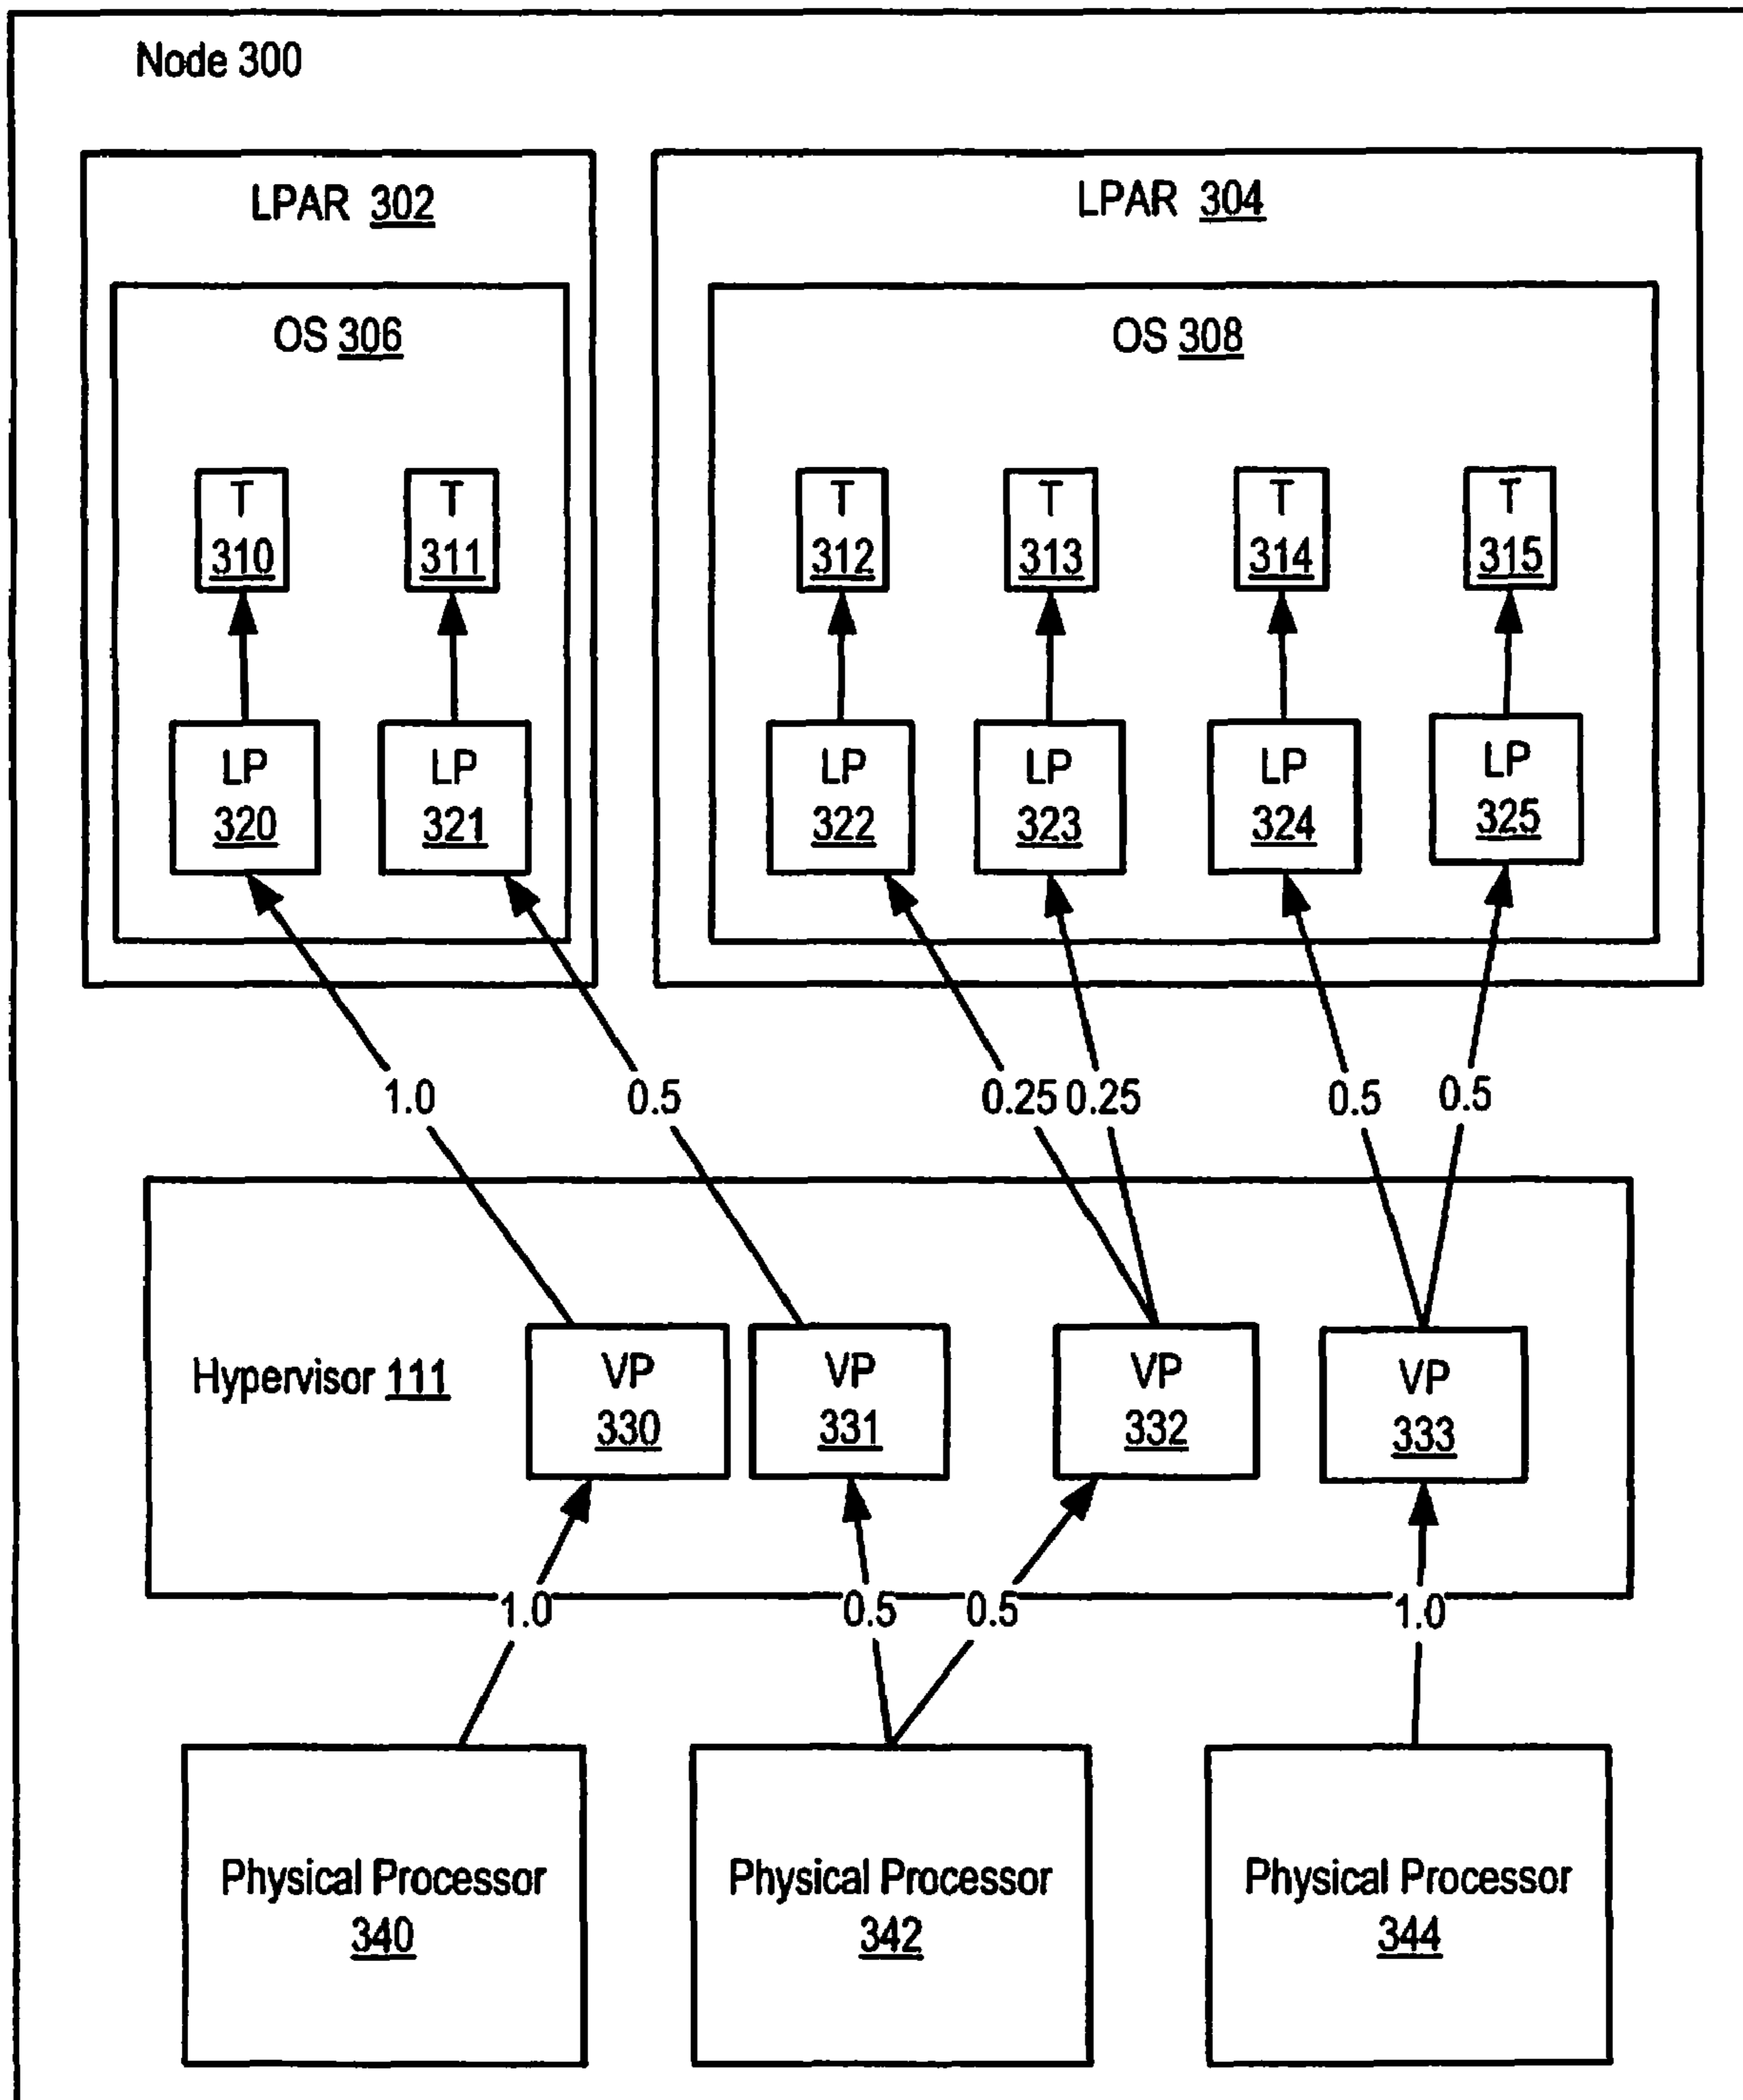 Node 300
LPAR 302
LPAR 304
OS 306
OS 308
T
310
T
311
T
312
T
313
T
314
T
315
LP
320
LP
321
LP
322
LP
323
LP
324
LP
325
1.0
0.5
0.25
0.25
0.5
0.5
Hypervisor 111
VP
330
VP
331
VP
332
VP
333
1.0
0.5
0.5
1.0
Physical Processor
340
Physical Processor
342
Physical Processor
344